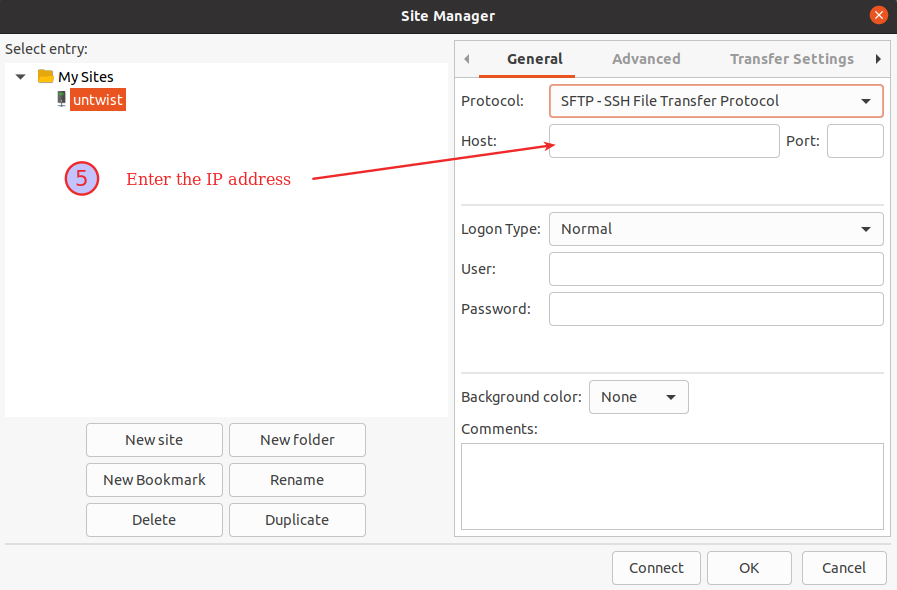 Site Manager
Select entry:
My Sites
untwist
5 Enter the IP address
New site New folder
New Bookmark Rename
Delete Duplicate
General Advanced Transfer Settings
Protocol: SFTP - SSH File Transfer Protocol
Host: Port:
Logon Type: Normal
User:
Password:
Background color: None
Comments:
Connect OK Cancel